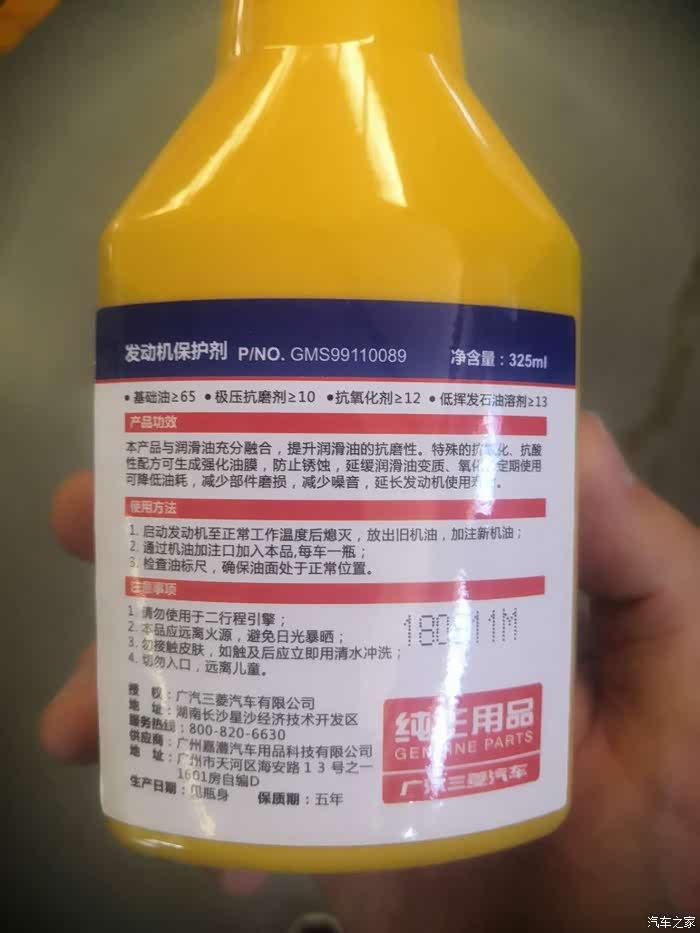 发动机保护剂 P/NO. GMS99110089 净含量：325ml
•基础油≥65 •极压抗磨剂≥10 •抗氧化剂≥12 •低挥发石油溶剂≥13
产品功效
本产品与润滑油充分融合，提升润滑油的抗磨性。特殊的抗氧化、抗酸
性配方可生成强化油膜，防止锈蚀，延缓润滑油变质、氧化 定期使用
可降低油耗，减少部件磨损，减少噪音，延长发动机使用寿命。
使用方法
1. 启动发动机至正常工作温度后熄灭，放出旧机油，加注新机油；
2. 通过机油加注口加入本品,每车一瓶；
3. 检查油标尺，确保油面处于正常位置。
注意事项
1. 请勿使用于二行程引擎；
2. 本品应远离火源，避免日光暴晒；
3. 勿接触皮肤，如触及后应立即用清水冲洗；
4. 切勿入口，远离儿童。
授 权：广汽三菱汽车有限公司
地 址：湖南长沙星沙经济技术开发区
服务热线：800-820-6630
供应商：广州嘉澍汽车用品科技有限公司
地 址：广州市天河区海安路13号之一
1601房自编D
生产日期：见瓶身 保质期：五年
纯正用品
GENUINE PARTS
广汽三菱汽车
汽车之家